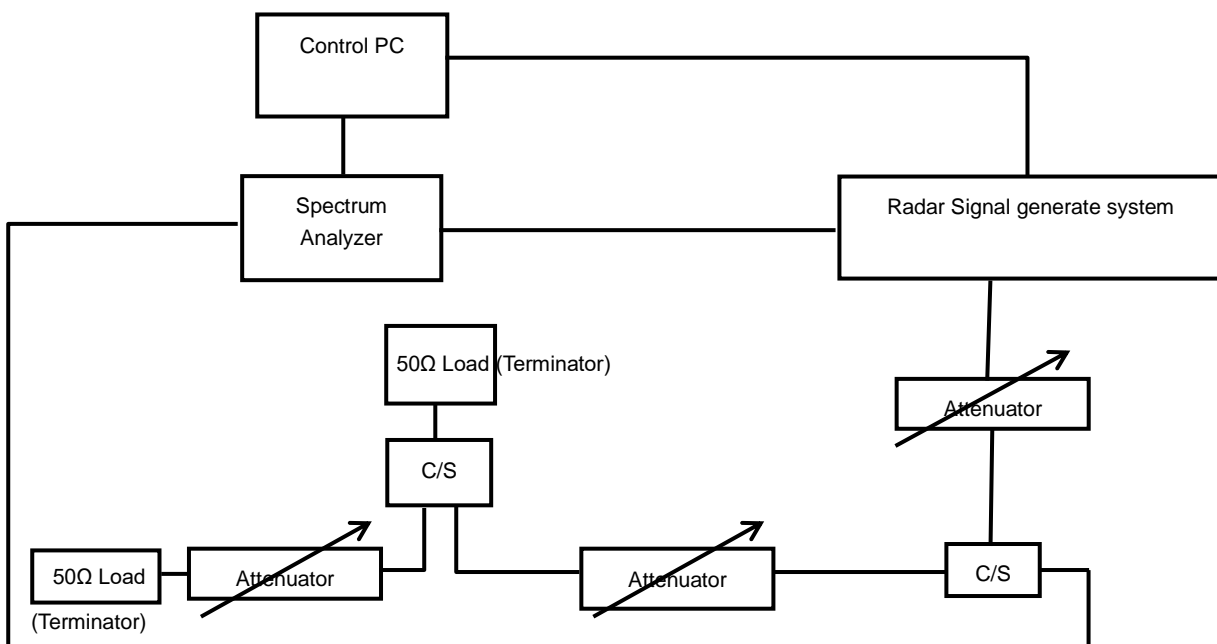 Control PC
Spectrum
Analyzer
Radar Signal generate system
50Ω Load (Terminator)
Attenuator
C/S
50Ω Load
(Terminator)
Attenuator
Attenuator
C/S